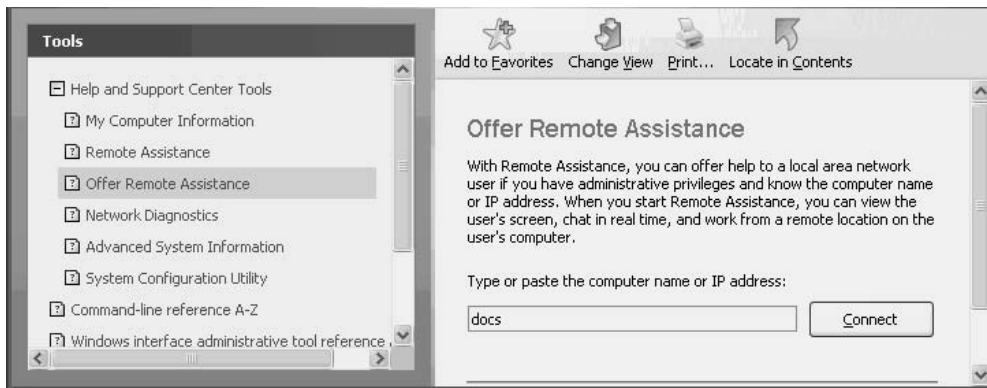 Tools
Help and Support Center Tools
My Computer Information
Remote Assistance
Offer Remote Assistance
Network Diagnostics
Advanced System Information
System Configuration Utility
Command-line reference A-Z
Windows interface administrative tool reference
Add to Favorites Change View Print... Locate in Contents
Offer Remote Assistance
With Remote Assistance, you can offer help to a local area network
user if you have administrative privileges and know the computer name
or IP address. When you start Remote Assistance, you can view the
user's screen, chat in real time, and work from a remote location on the
user's computer.
Type or paste the computer name or IP address:
docs Connect